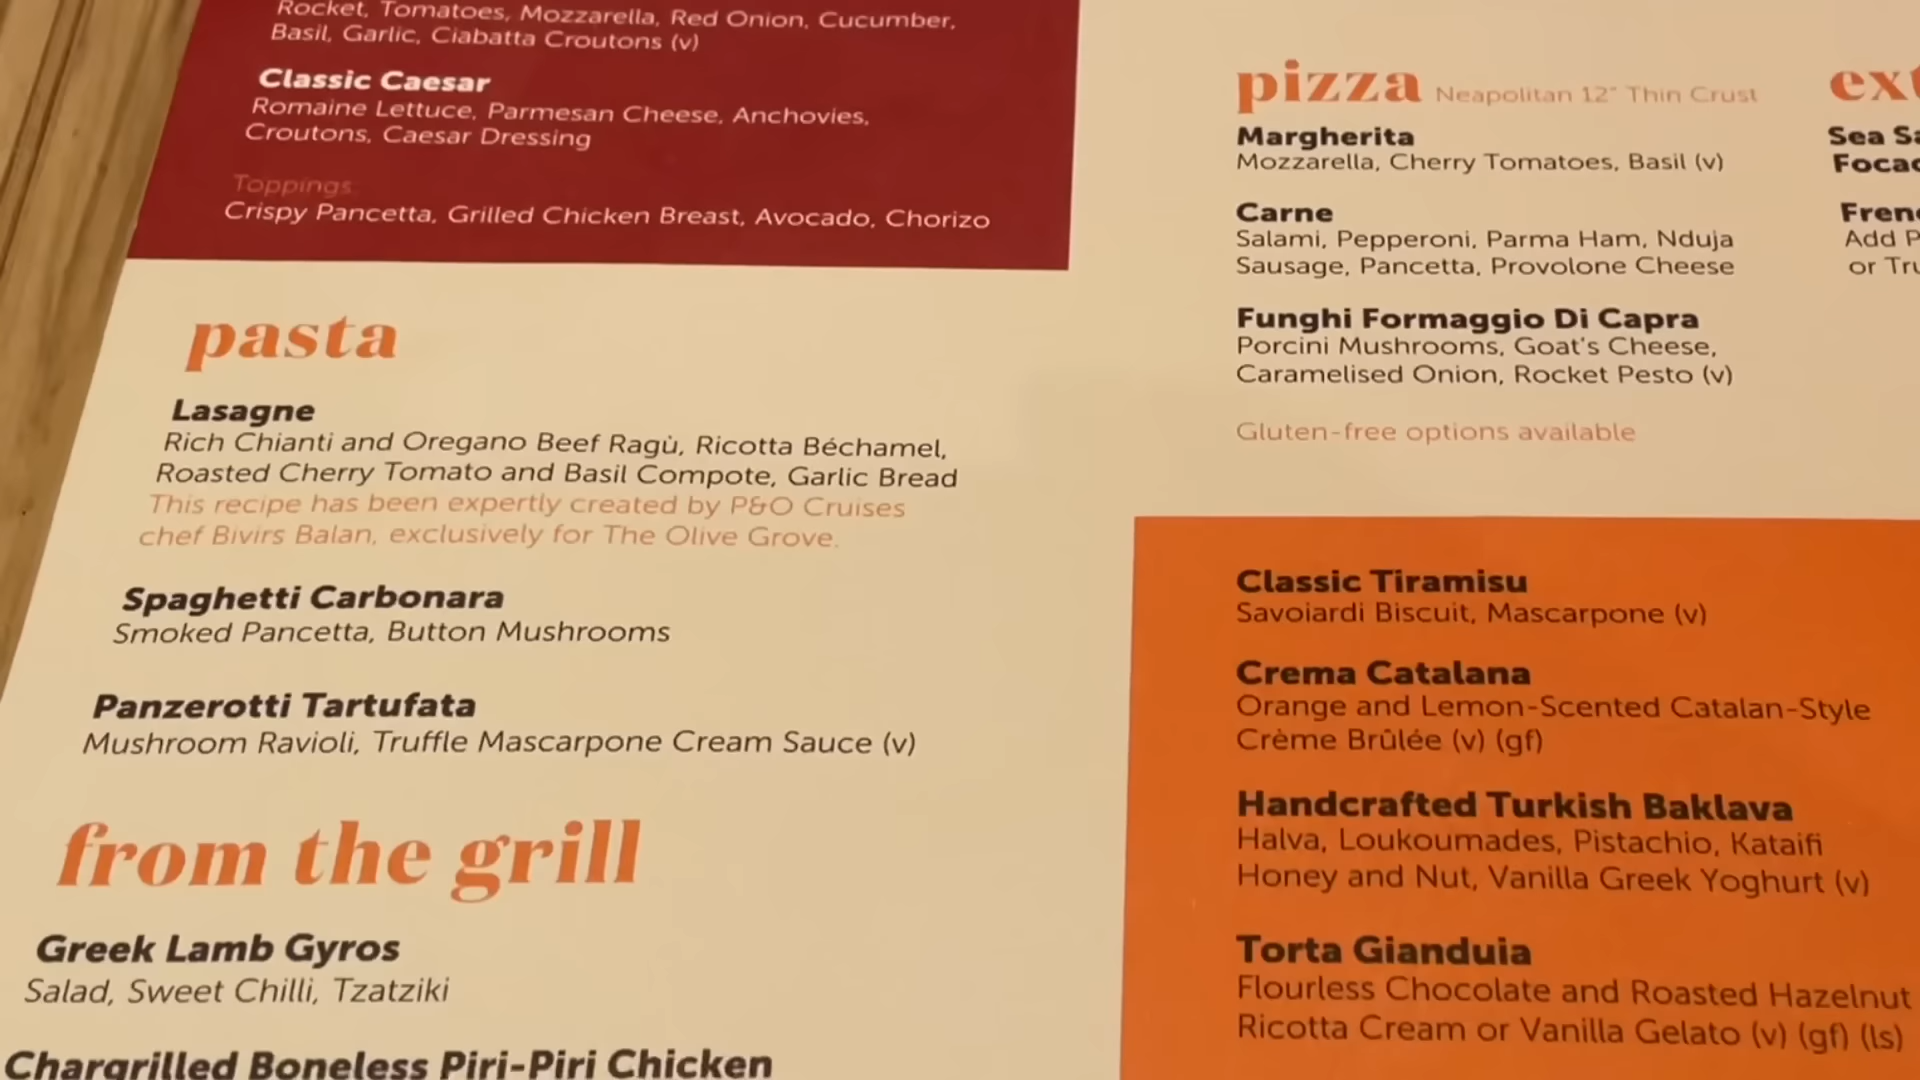 Rocket, Tomatoes, Mozzarella, Red Onion, Cucumber,
Basil, Garlic, Ciabatta Croutons (v)
Classic Caesar
Romaine Lettuce, Parmesan Cheese, Anchovies,
Croutons, Caesar Dressing
Toppings:
Crispy Pancetta, Grilled Chicken Breast, Avocado, Chorizo
pasta
Lasagne
Rich Chianti and Oregano Beef Ragù, Ricotta Béchamel,
Roasted Cherry Tomato and Basil Compote, Garlic Bread
This recipe has been expertly created by P&O Cruises
chef Bivirs Balan, exclusively for The Olive Grove.
Spaghetti Carbonara
Smoked Pancetta, Button Mushrooms
Panzerotti Tartufata
Mushroom Ravioli, Truffle Mascarpone Cream Sauce (v)
from the grill
Greek Lamb Gyros
Salad, Sweet Chilli, Tzatziki
Chargrilled Boneless Piri-Piri Chicken
pizza Neapolitan 12" Thin Crust
Margherita
Mozzarella, Cherry Tomatoes, Basil (v)
Carne
Salami, Pepperoni, Parma Ham, Nduja
Sausage, Pancetta, Provolone Cheese
Funghi Formaggio Di Capra
Porcini Mushrooms, Goat's Cheese,
Caramelised Onion, Rocket Pesto (v)
Gluten-free options available
Classic Tiramisu
Savoiardi Biscuit, Mascarpone (v)
Crema Catalana
Orange and Lemon-Scented Catalan-Style
Crème Brûlée (v) (gf)
Handcrafted Turkish Baklava
Halva, Loukoumades, Pistachio, Kataifi
Honey and Nut, Vanilla Greek Yoghurt (v)
Torta Gianduia
Flourless Chocolate and Roasted Hazelnut
Ricotta Cream or Vanilla Gelato (v) (gf) (ls)
Sea
Add
or